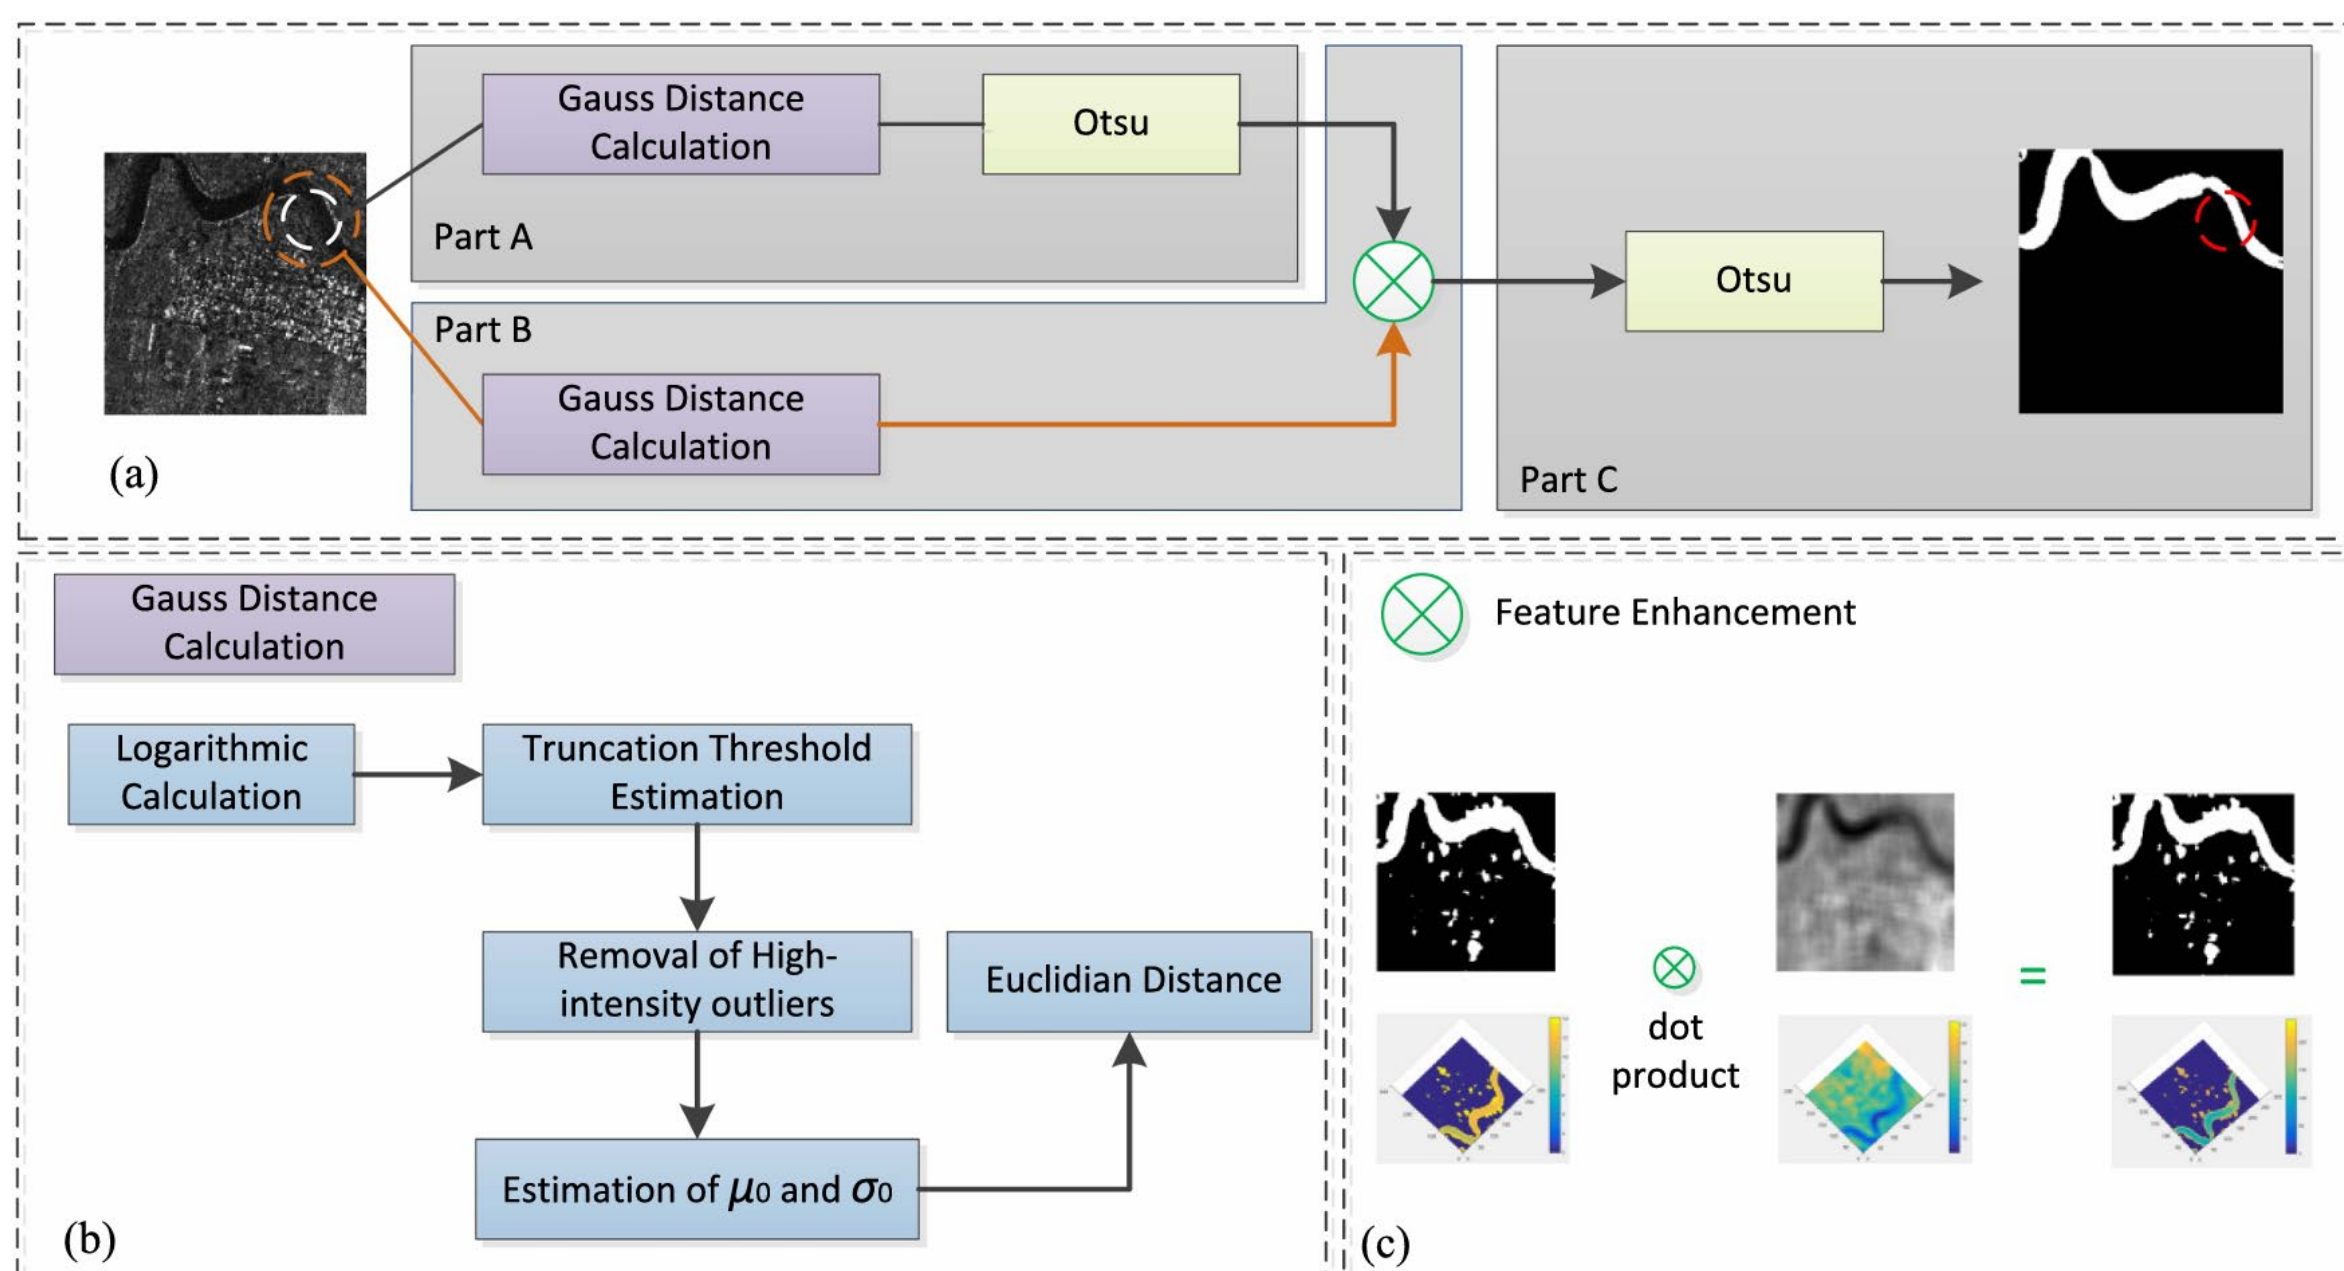 Gauss Distance
Calculation
Otsu
Part A
Part B
Gauss Distance
Calculation
Otsu
Part C
(a)
Gauss Distance
Calculation
Logarithmic
Calculation
Truncation Threshold
Estimation
Removal of High-
intensity outliers
Euclidian Distance
Estimation of μ0 and σ0
(b)
Feature Enhancement
=
dot
product
(c)